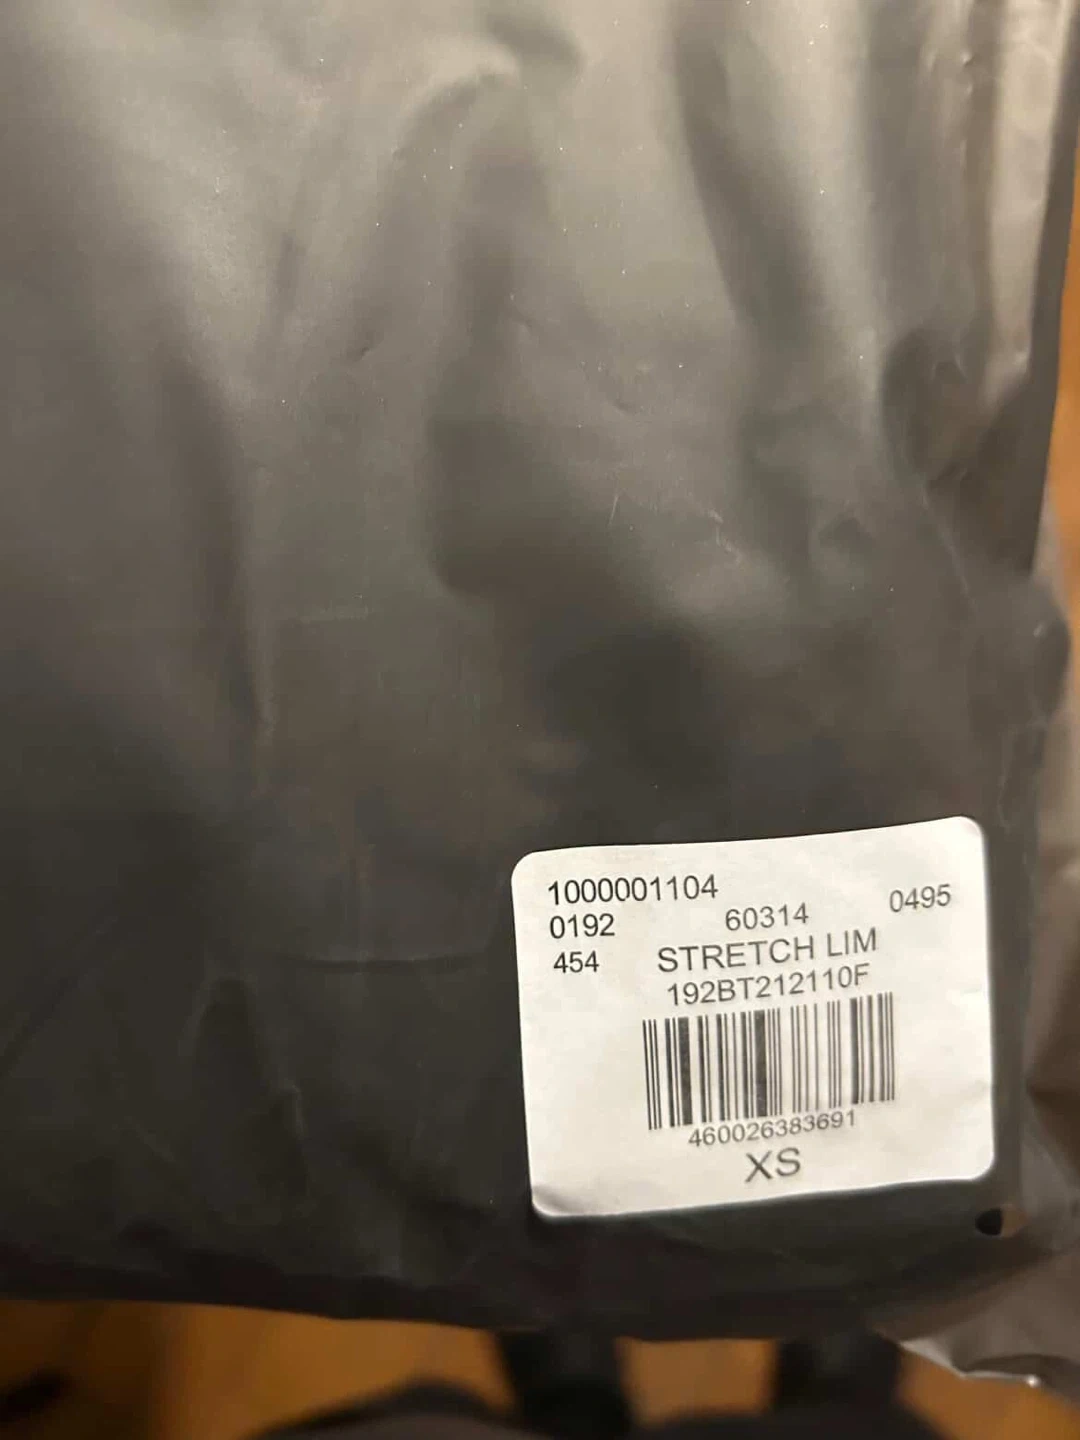 1000001104
0192 60314 0495
454 STRETCH LIM
192BT212110F
460026383691
XS